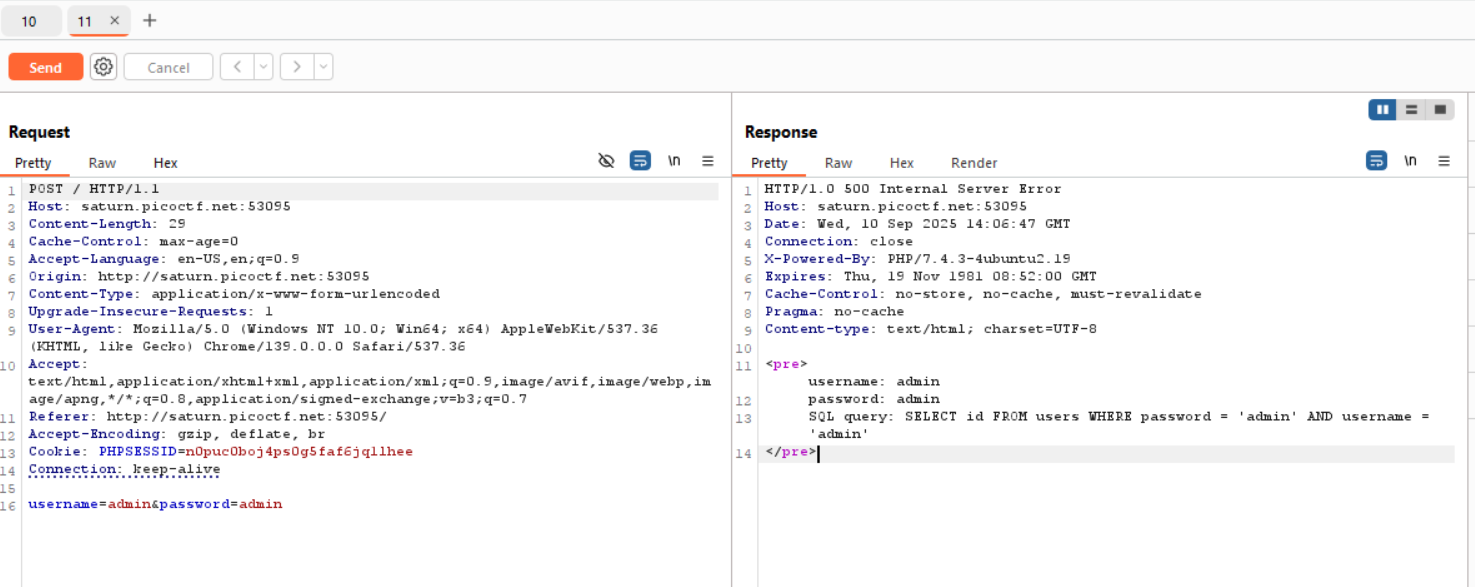 10
11 × +
Send Cancel < >
Request
Pretty Raw Hex \n
1 POST / HTTP/1.1
2 Host: saturn.picoctf.net:53095
3 Content-Length: 29
4 Cache-Control: max-age=0
5 Accept-Language: en-US,en;q=0.9
6 Origin: http://saturn.picoctf.net:53095
7 Content-Type: application/x-www-form-urlencoded
8 Upgrade-Insecure-Requests: 1
9 User-Agent: Mozilla/5.0 (Windows NT 10.0; Win64; x64) AppleWebKit/537.36
(KHTML, like Gecko) Chrome/139.0.0.0 Safari/537.36
10 Accept:
text/html,application/xhtml+xml,application/xml;q=0.9,image/avif,image/webp,im
age/apng,*/*;q=0.8,application/signed-exchange;v=b3;q=0.7
11 Referer: http://saturn.picoctf.net:53095/
12 Accept-Encoding: gzip, deflate, br
13 Cookie: PHPSESSID=n0puc0boj4ps0g5faf6jqllhee
14 Connection: keep-alive
15
16 username=admin&password=admin
Response
Pretty Raw Hex Render \n
1 HTTP/1.0 500 Internal Server Error
2 Host: saturn.picoctf.net:53095
3 Date: Wed, 10 Sep 2025 14:06:47 GMT
4 Connection: close
5 X-Powered-By: PHP/7.4.3-4ubuntu2.19
6 Expires: Thu, 19 Nov 1981 08:52:00 GMT
7 Cache-Control: no-store, no-cache, must-revalidate
8 Pragma: no-cache
9 Content-type: text/html; charset=UTF-8
10
11 <pre>
username: admin
12 password: admin
13 SQL query: SELECT id FROM users WHERE password = 'admin' AND username =
'admin'
14 </pre>